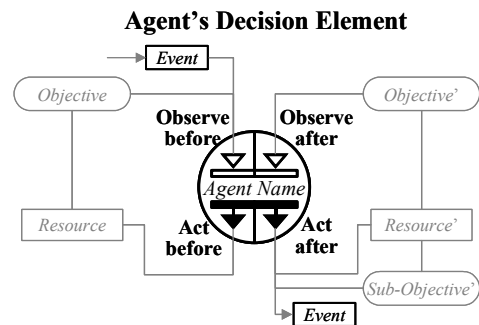 Agent's Decision Element
Event
Objective
Objective'
Observe
before
Observe
after
Agent Name
Resource
Act
before
Act
after
Resource'
Sub-Objective'
Event